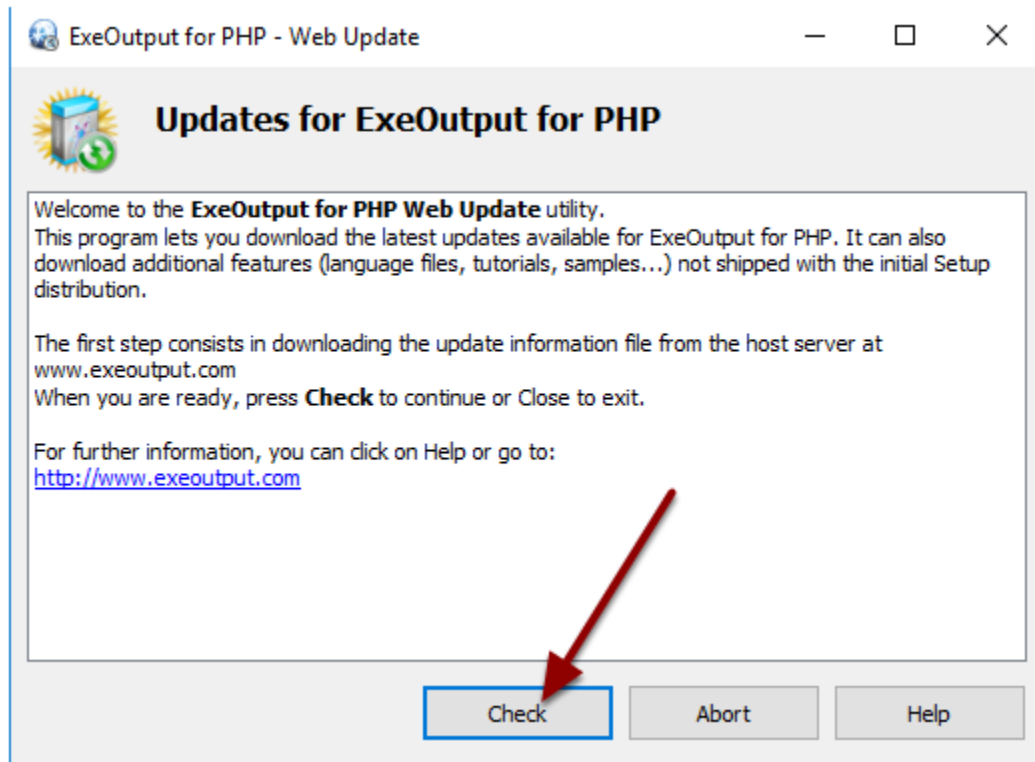 ExeOutput for PHP - Web Update
Updates for ExeOutput for PHP
Welcome to the ExeOutput for PHP Web Update utility.
This program lets you download the latest updates available for ExeOutput for PHP. It can also
download additional features (language files, tutorials, samples...) not shipped with the initial Setup
distribution.
The first step consists in downloading the update information file from the host server at
www.exeoutput.com
When you are ready, press Check to continue or Close to exit.
For further information, you can click on Help or go to:
http://www.exeoutput.com
Check
Abort
Help